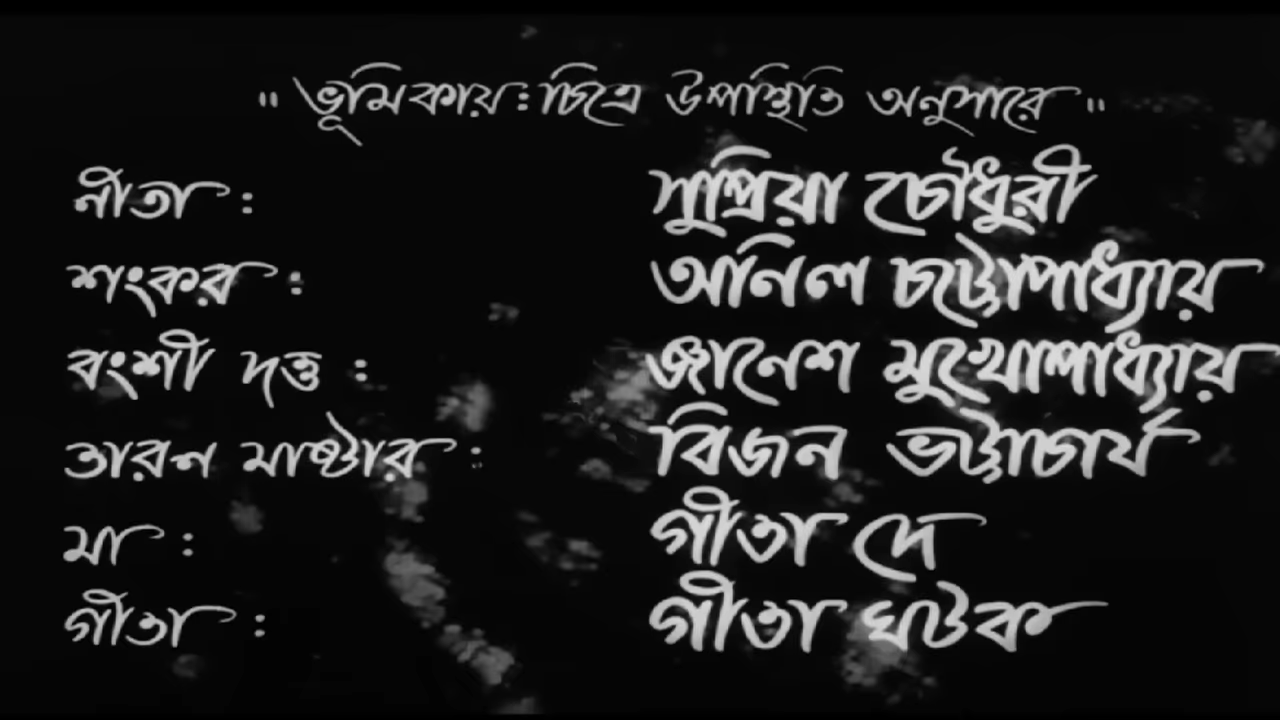 " ভূমিকায় : চিত্রে উপস্থিতি অনুসারে "
নীতা : সুপ্রিয়া চৌধুরী
শংকর : অনিল চট্টোপাধ্যায়
বংশী দত্ত : জ্ঞানেশ মুখোপাধ্যায়
তারণ মাষ্টার : বিজন ভট্টাচার্য
মা : গীতা দে
গীতা : গীতা ঘটক